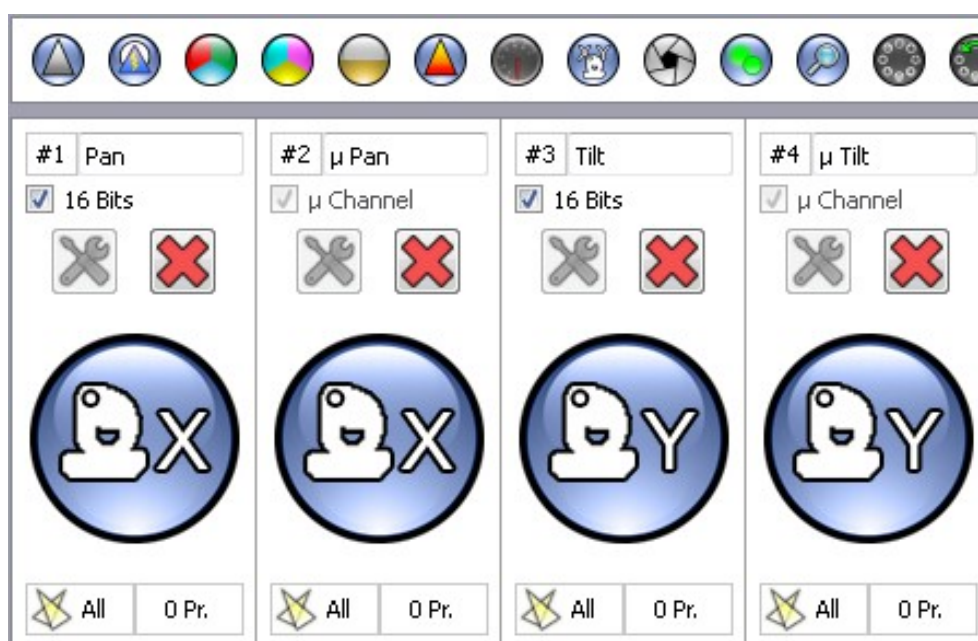 #1 Pan
16 Bits
X
All 0 Pr.
#2 µ Pan
µ Channel
X
All 0 Pr.
#3 Tilt
16 Bits
Y
All 0 Pr.
#4 µ Tilt
µ Channel
Y
All 0 Pr.